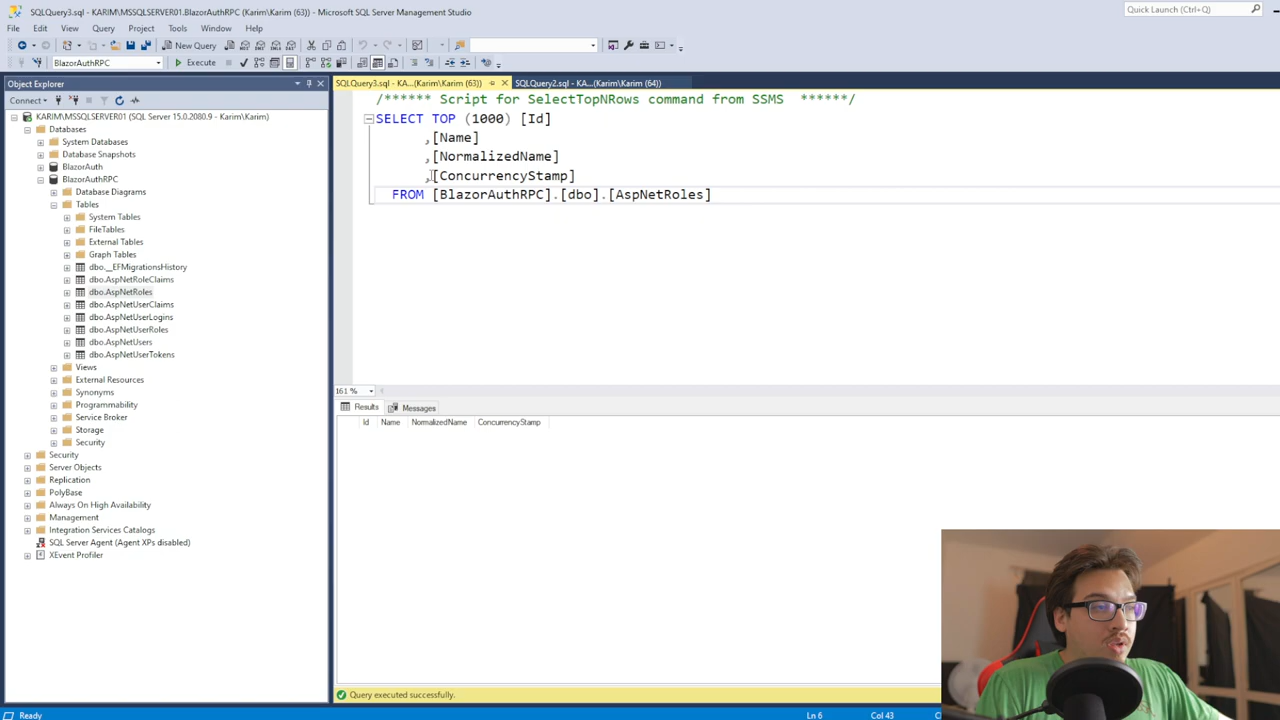 SQLQuery3.sql - KARIM\MSSQLSERVER01.BlazorAuthRPC (Karim\Karim (63)) - Microsoft SQL Server Management Studio
Quick Launch (Ctrl+Q)
File Edit View Query Project Tools Window Help
New Query
BlazorAuthRPC Execute
Object Explorer
Connect
KARIM\MSSQLSERVER01 (SQL Server 15.0.2080.9 - Karim\Karim)
Databases
System Databases
Database Snapshots
BlazorAuth
BlazorAuthRPC
Database Diagrams
Tables
System Tables
FileTables
External Tables
Graph Tables
dbo.__EFMigrationsHistory
dbo.AspNetRoleClaims
dbo.AspNetRoles
dbo.AspNetUserClaims
dbo.AspNetUserLogins
dbo.AspNetUserRoles
dbo.AspNetUsers
dbo.AspNetUserTokens
Views
External Resources
Synonyms
Programmability
Service Broker
Storage
Security
Security
Server Objects
Replication
PolyBase
Always On High Availability
Management
Integration Services Catalogs
SQL Server Agent (Agent XPs disabled)
XEvent Profiler
SQLQuery3.sql - KA...(Karim\Karim (63)) SQLQuery2.sql - KA...(Karim\Karim (64))
/****** Script for SelectTopNRows command from SSMS ******/
SELECT TOP (1000) [Id]
,[Name]
,[NormalizedName]
,[ConcurrencyStamp]
FROM [BlazorAuthRPC].[dbo].[AspNetRoles]
161 %
Results Messages
Id Name NormalizedName ConcurrencyStamp
Query executed successfully.
Ready Ln 6 Col 43